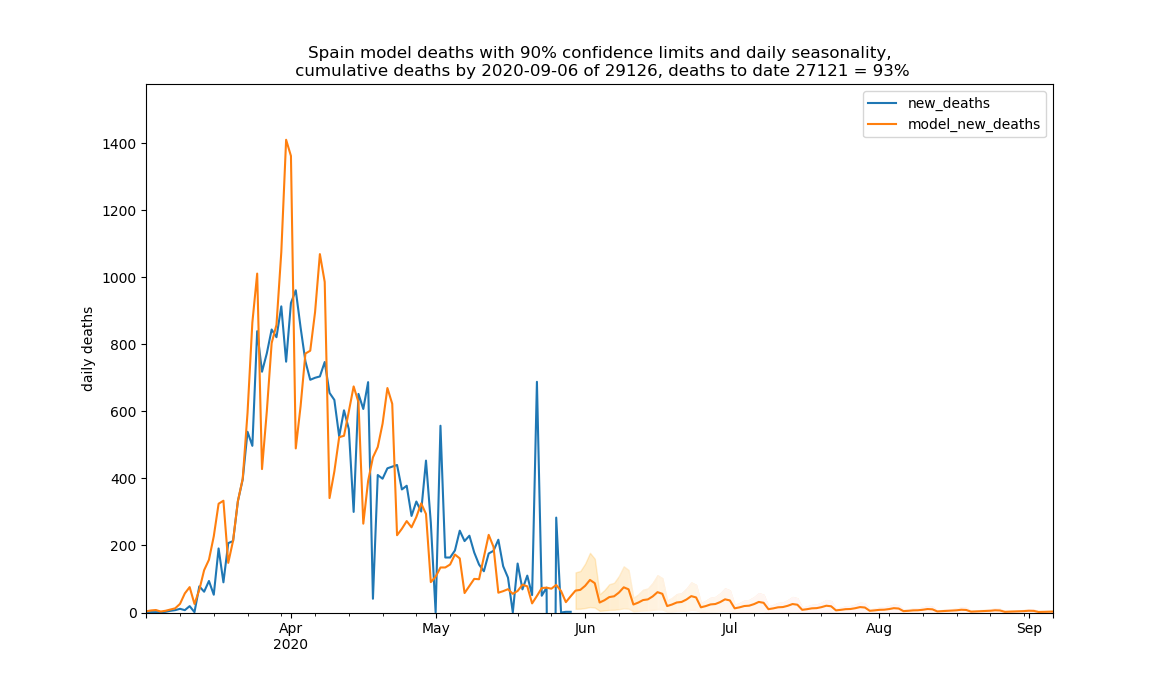 Spain model deaths with 90% confidence limits and daily seasonality,
cumulative deaths by 2020-09-06 of 29126, deaths to date 27121 = 93%
new_deaths
model_new_deaths
daily deaths
1400
1200
1000
800
600
400
200
0
Apr
2020
May
Jun
Jul
Aug
Sep